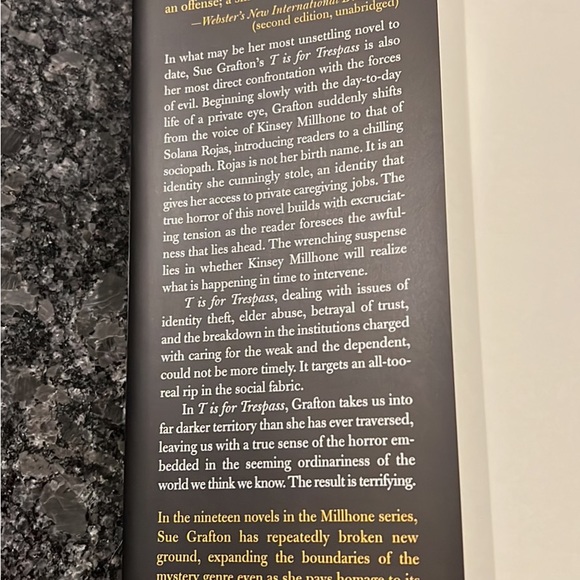 an offense; a
—Webster's New International
(second edition, unabridged)
In what may be her most unsettling novel to
date, Sue Grafton's T is for Trespass is also
her most direct confrontation with the forces
of evil. Beginning slowly with the day-to-day
life of a private eye, Grafton suddenly shifts
from the voice of Kinsey Millhone to that of
Solana Rojas, introducing readers to a chilling
sociopath. Rojas is not her birth name. It is an
identity she cunningly stole, an identity that
gives her access to private caregiving jobs. The
true horror of this novel builds with excruciat-
ing tension as the reader foresees the awful-
ness that lies ahead. The wrenching suspense
lies in whether Kinsey Millhone will realize
what is happening in time to intervene.
T is for Trespass, dealing with issues of
identity theft, elder abuse, betrayal of trust,
and the breakdown in the institutions charged
with caring for the weak and the dependent,
could not be more timely. It targets an all-too-
real rip in the social fabric.
In T is for Trespass, Grafton takes us into
far darker territory than she has ever traversed,
leaving us with a true sense of the horror em-
bedded in the seeming ordinariness of the
world we think we know. The result is terrifying.
In the nineteen novels in the Millhone series,
Sue Grafton has repeatedly broken new
ground, expanding the boundaries of the
mystery genre even as she pays homage to its